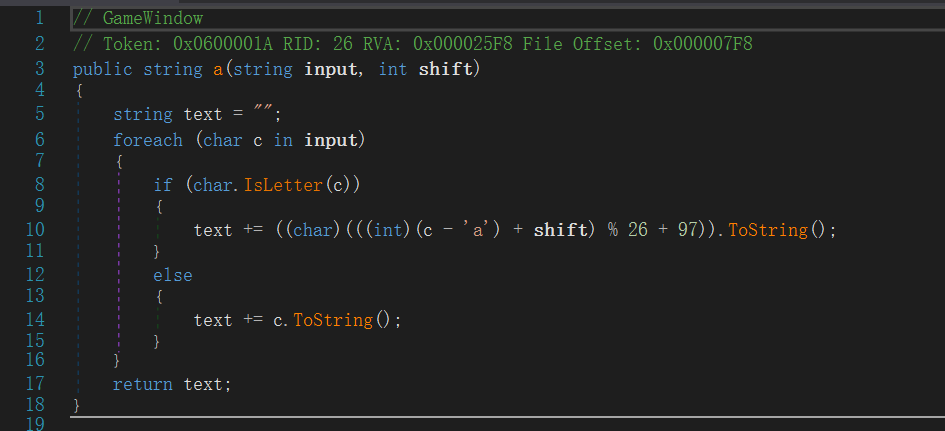 1 // GameWindow
2 // Token: 0x0600001A RID: 26 RVA: 0x000025F8 File Offset: 0x000007F8
3 public string a(string input, int shift)
4 {
5     string text = "";
6     foreach (char c in input)
7     {
8         if (char.IsLetter(c))
9         {
10             text += ((char)(((int)(c - 'a') + shift) % 26 + 97)).ToString();
11         }
12         else
13         {
14             text += c.ToString();
15         }
16     }
17     return text;
18 }
19